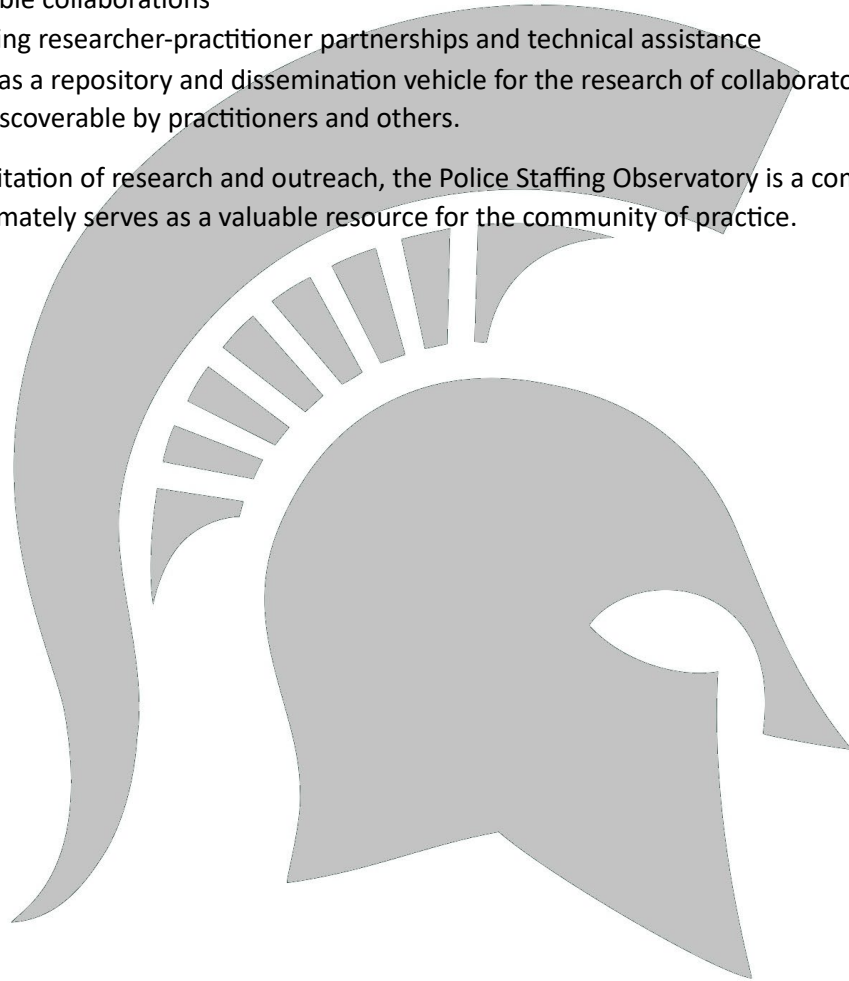 ble collaborations
ing researcher-practitioner partnerships and technical assistance
as a repository and dissemination vehicle for the research of collaborato
scoverable by practitioners and others.
itation of research and outreach, the Police Staffing Observatory is a con
mately serves as a valuable resource for the community of practice.